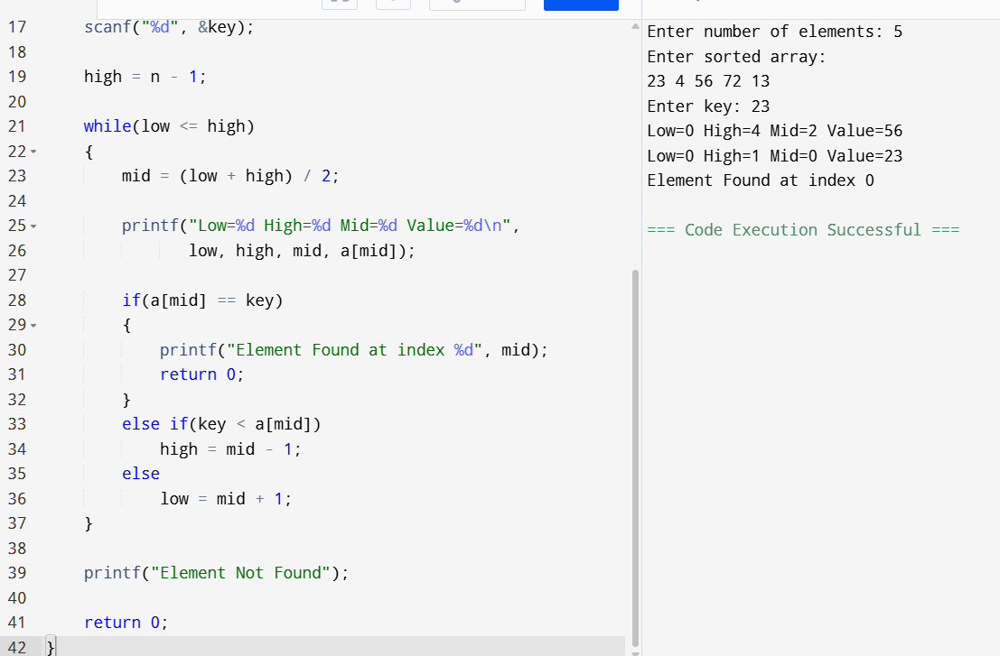 17 scanf("%d", &key);
18
19 high = n - 1;
20
21 while(low <= high)
22 {
23 mid = (low + high) / 2;
24
25 printf("Low=%d High=%d Mid=%d Value=%d\n",
26 low, high, mid, a[mid]);
27
28 if(a[mid] == key)
29 {
30 printf("Element Found at index %d", mid);
31 return 0;
32 }
33 else if(key < a[mid])
34 high = mid - 1;
35 else
36 low = mid + 1;
37 }
38
39 printf("Element Not Found");
40
41 return 0;
42 }
Enter number of elements: 5
Enter sorted array:
23 4 56 72 13
Enter key: 23
Low=0 High=4 Mid=2 Value=56
Low=0 High=1 Mid=0 Value=23
Element Found at index 0
=== Code Execution Successful ===